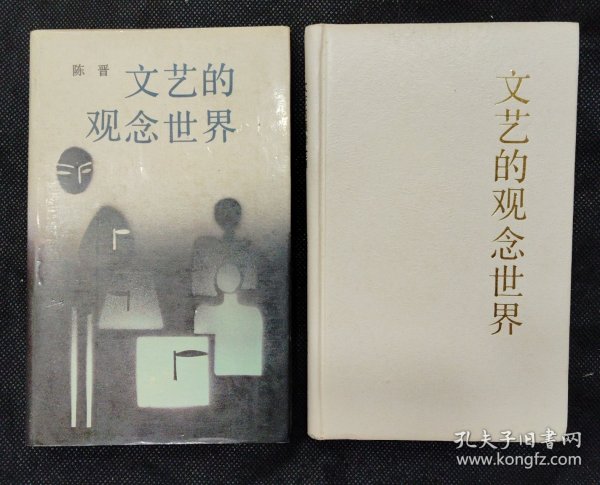 陈 晋
文艺的
观念世界
文艺的观念世界
孔夫子旧書网
www.kongfz.com